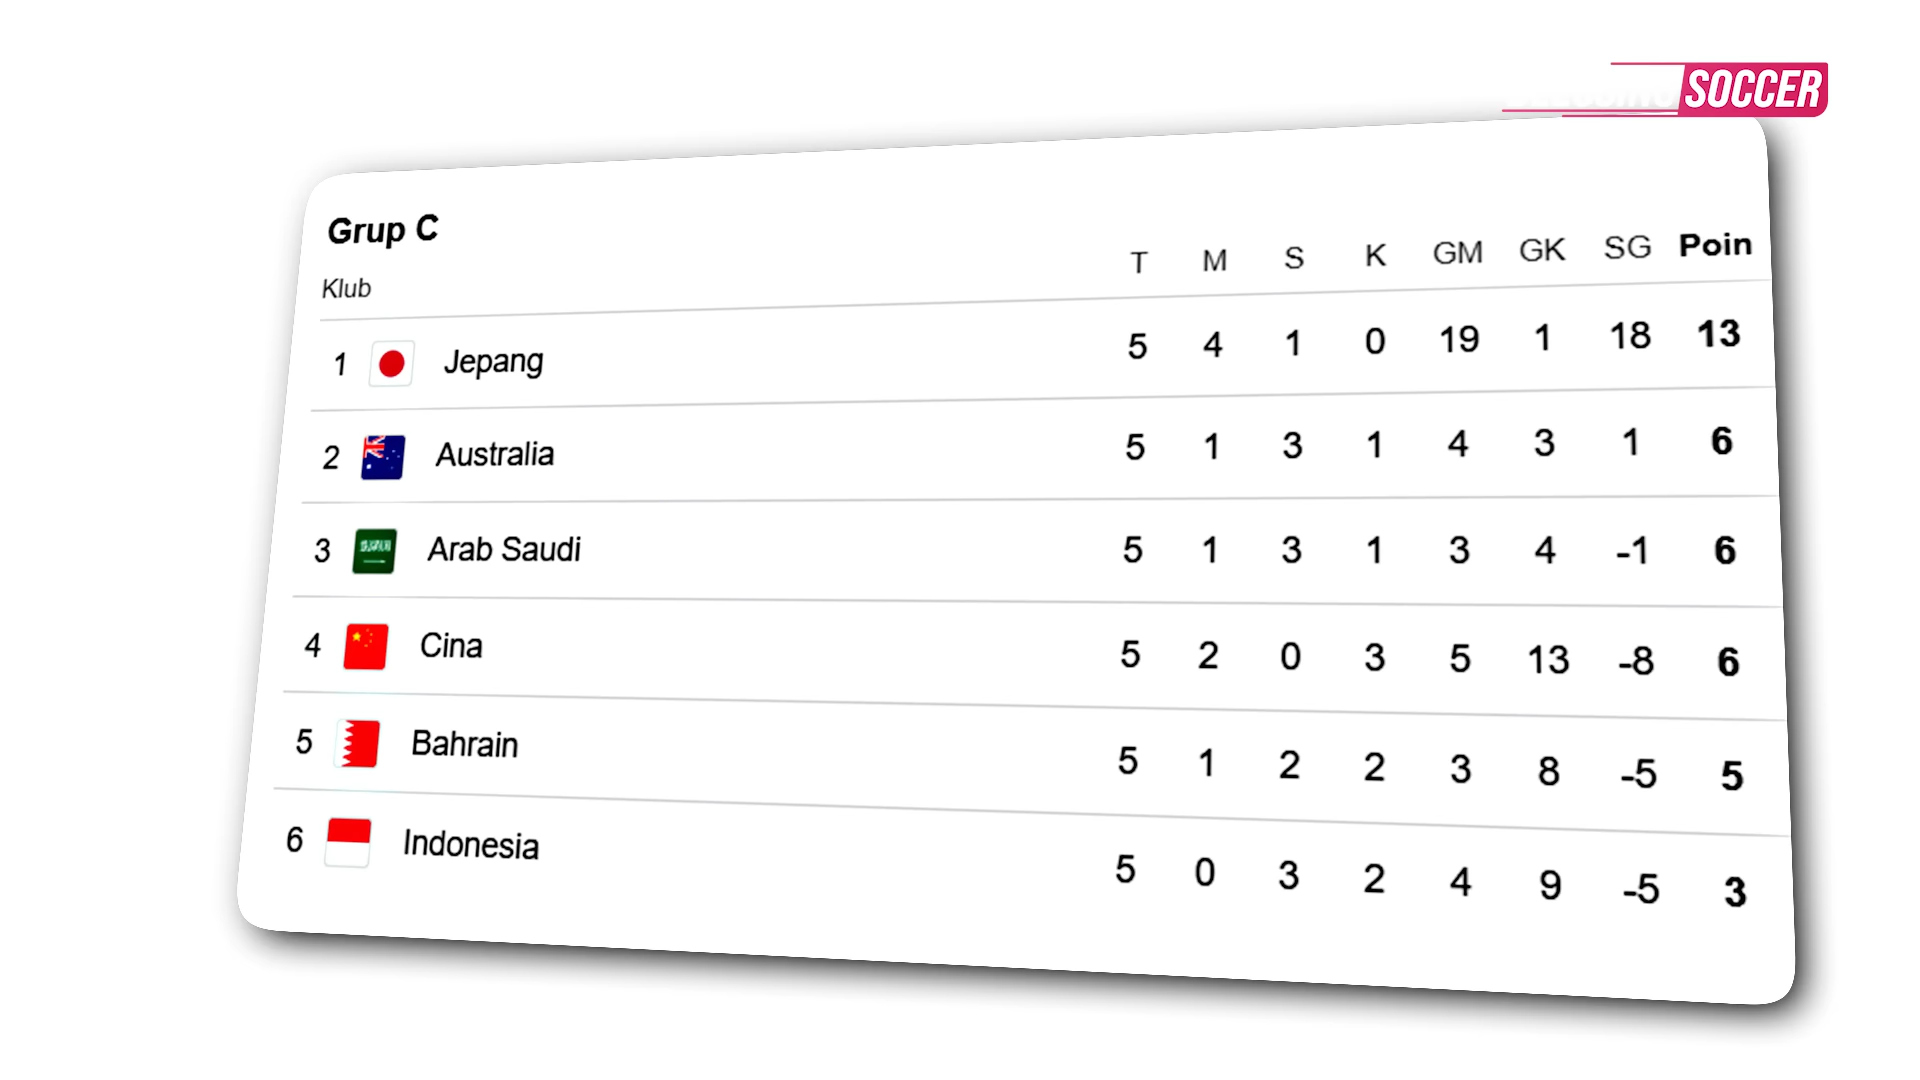 SOCCER
Grup C
Klub T M S K GM GK SG Poin
1 Jepang 5 4 1 0 19 1 18 13
2 Australia 5 1 3 1 4 3 1 6
3 Arab Saudi 5 1 3 1 3 4 -1 6
4 Cina 5 2 0 3 5 13 -8 6
5 Bahrain 5 1 2 2 3 8 -5 5
6 Indonesia 5 0 3 2 4 9 -5 3